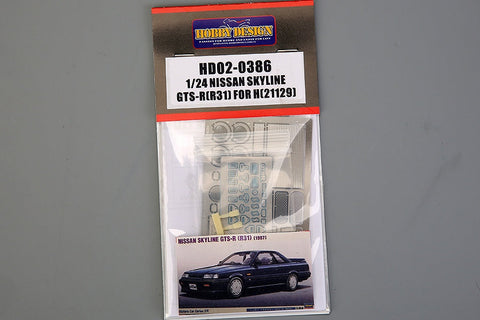 HOBBY DESIGN
HD02-0386
1/24 NISSAN SKYLINE
GTS-R(R31) FOR H(21129)
NISSAN SKYLINE GTS-R (R31) (1987)